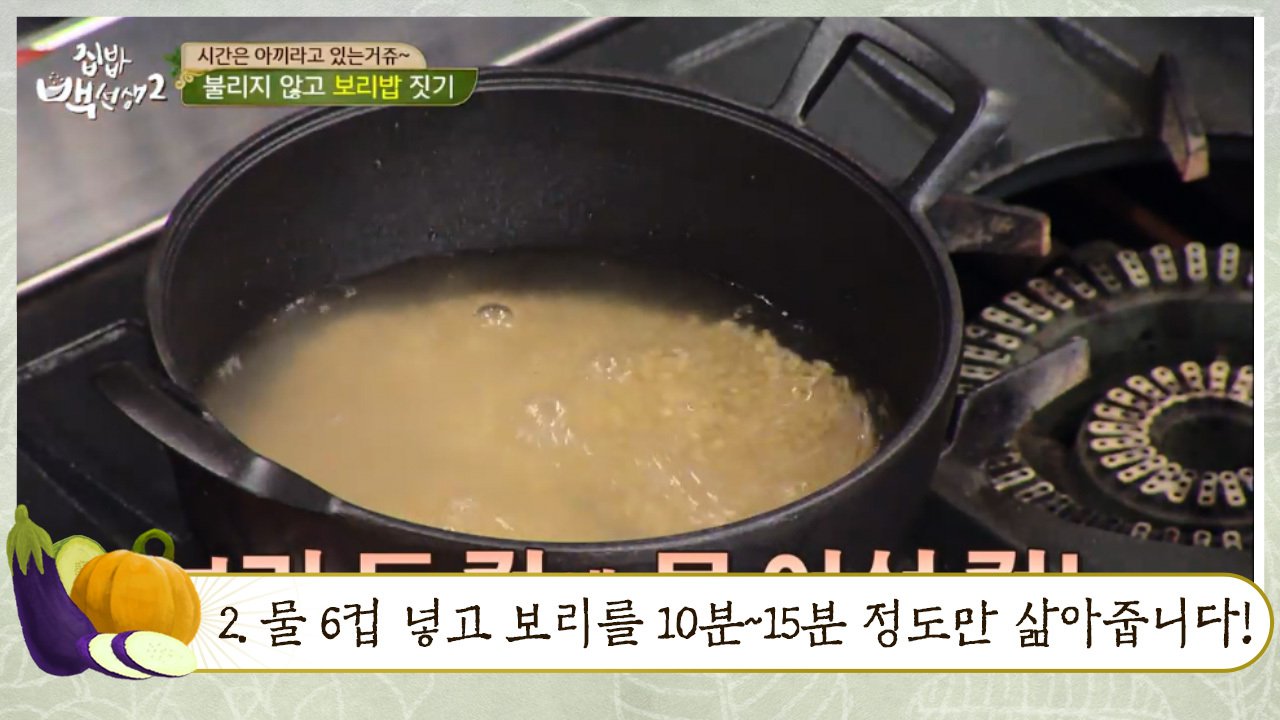 집밥
백선생2
시간은 아끼라고 있는거쥬~
불리지 않고 보리밥 짓기
2. 물 6컵 넣고 보리를 10분~15분 정도만 삶아줍니다!